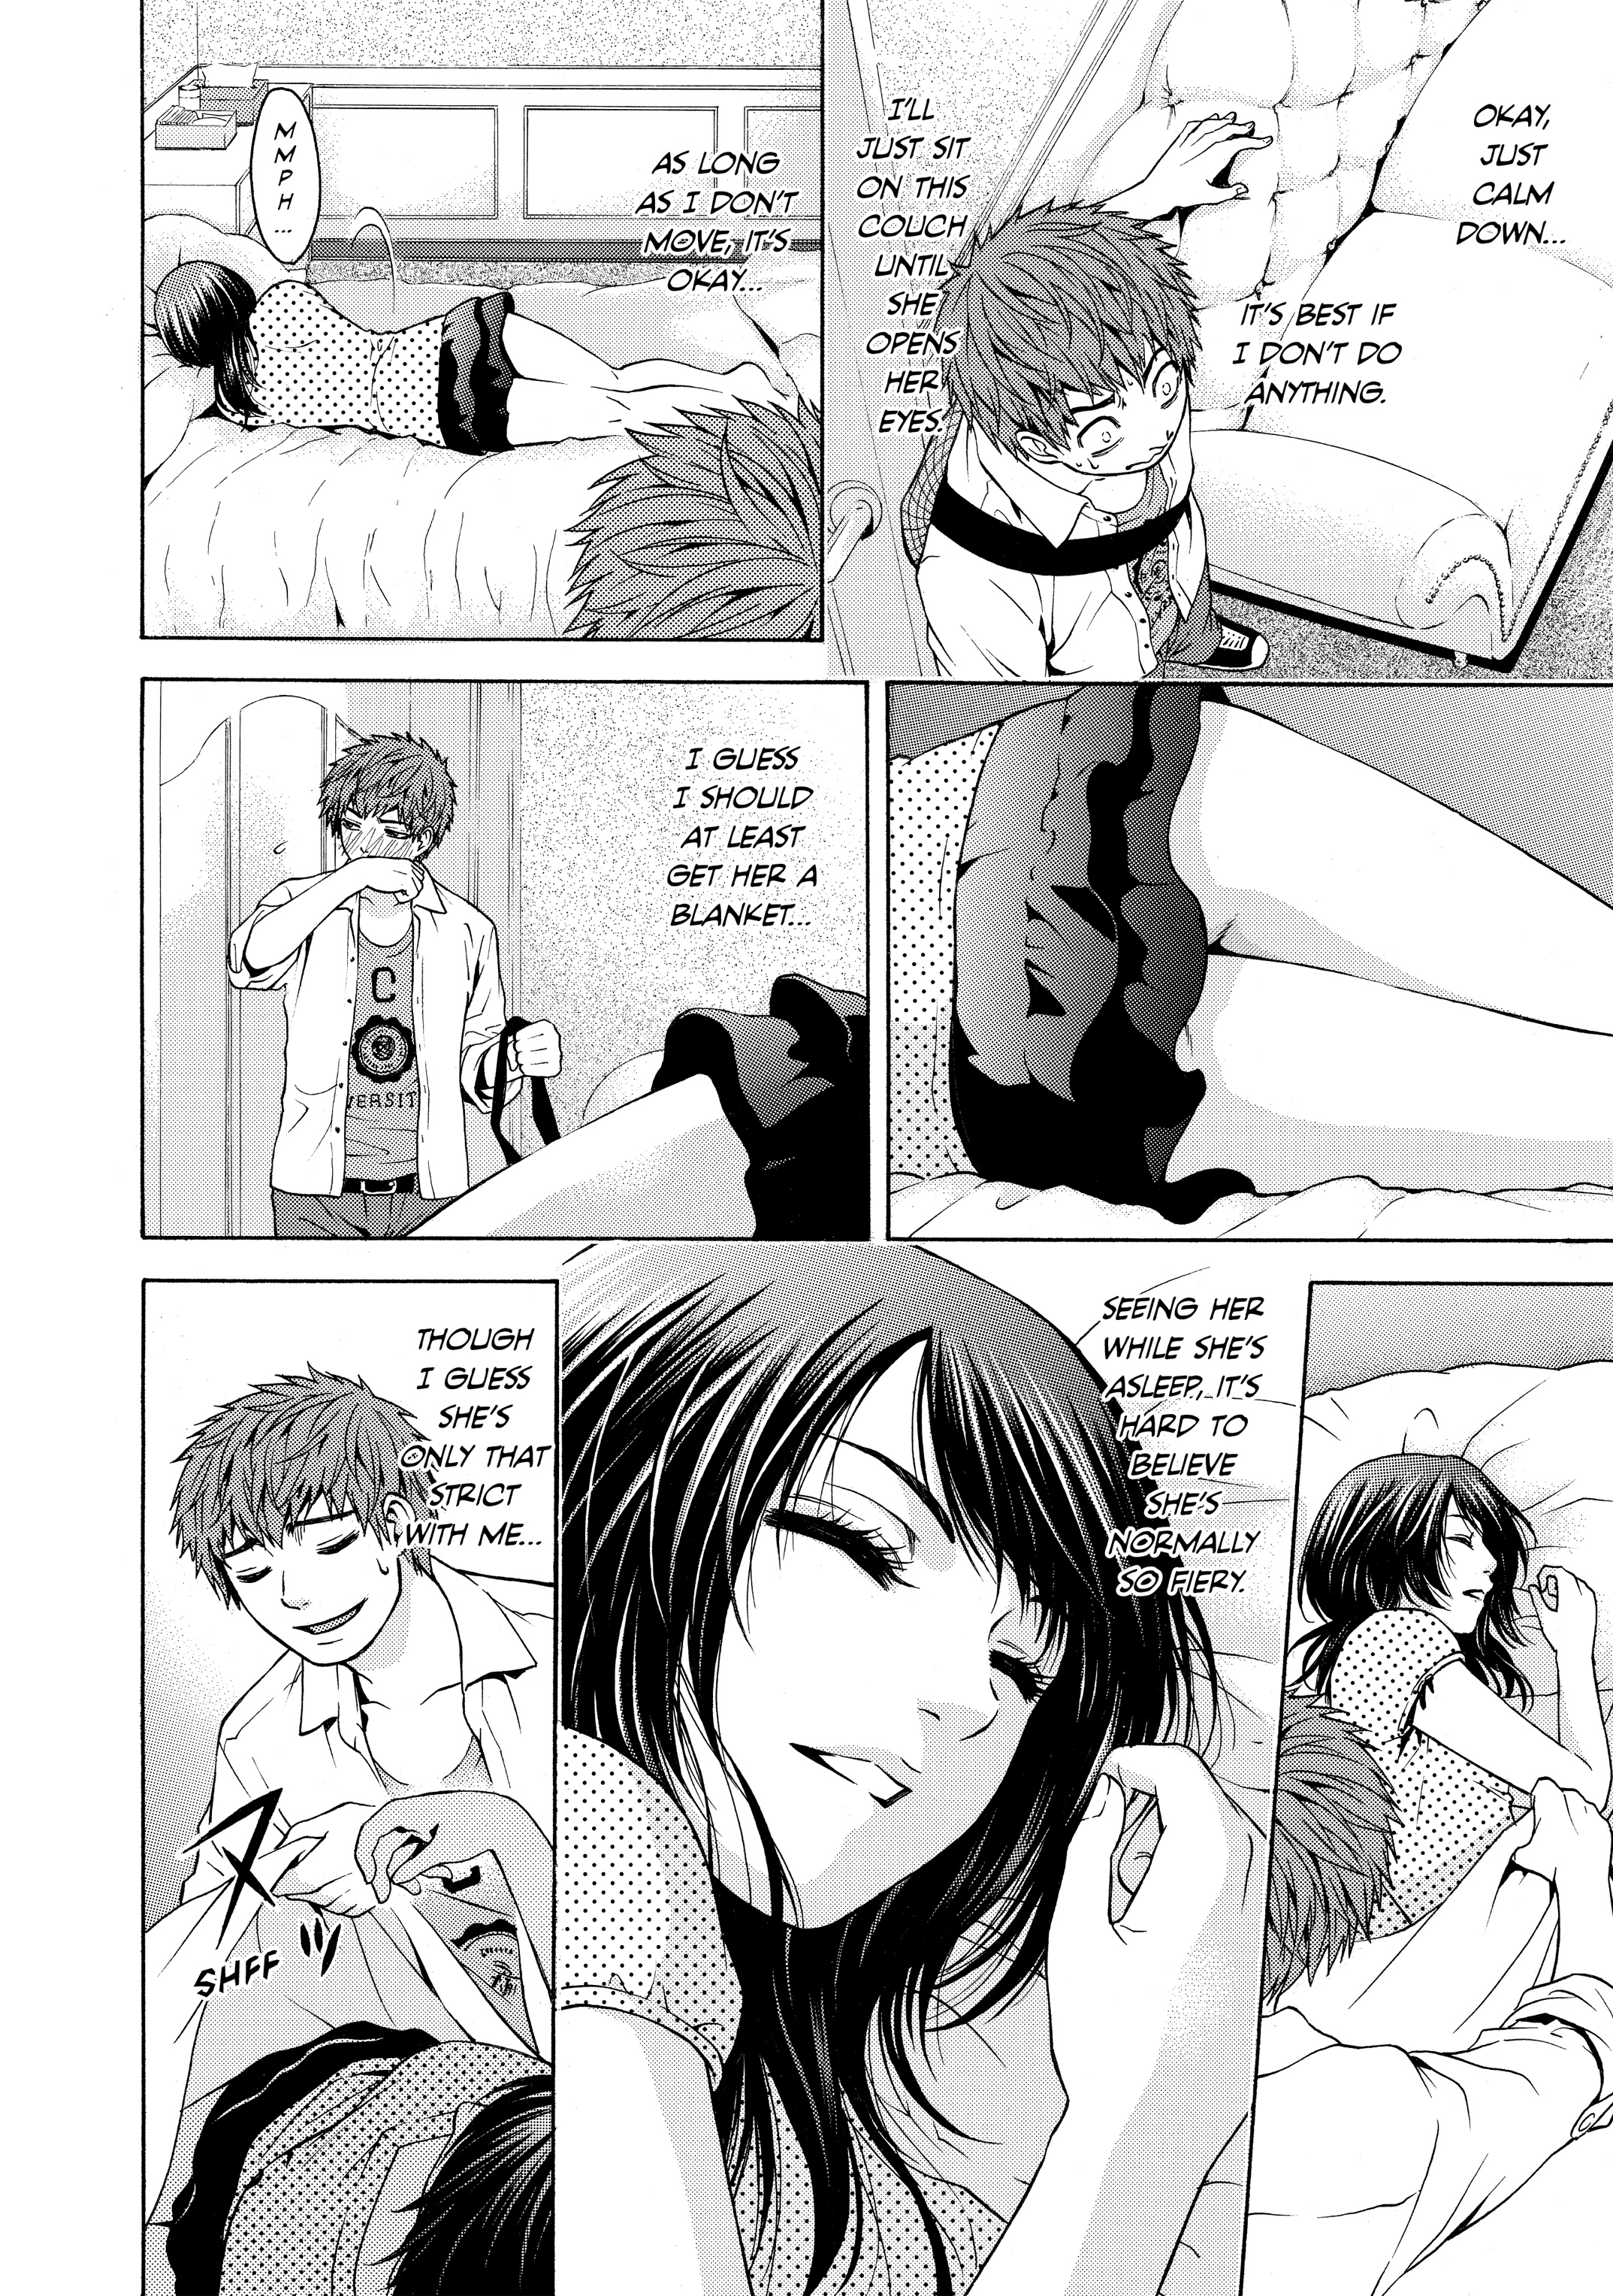 OKAY,
JUST
CALM
DOWN...
IT'S BEST IF
I DON'T DO
ANYTHING.
I'LL
JUST SIT
ON THIS
COUCH
UNTIL
SHE
OPENS
HER
EYES.
AS LONG
AS I DON'T
MOVE, IT'S
OKAY...
MMPH...
I GUESS
I SHOULD
AT LEAST
GET HER A
BLANKET...
C
VERSIT
SEEING HER
WHILE SHE'S
ASLEEP, IT'S
HARD TO
BELIEVE
SHE'S
NORMALLY
SO FIERY.
THOUGH
I GUESS
SHE'S
ONLY THAT
STRICT
WITH ME...
スッ
SHFF